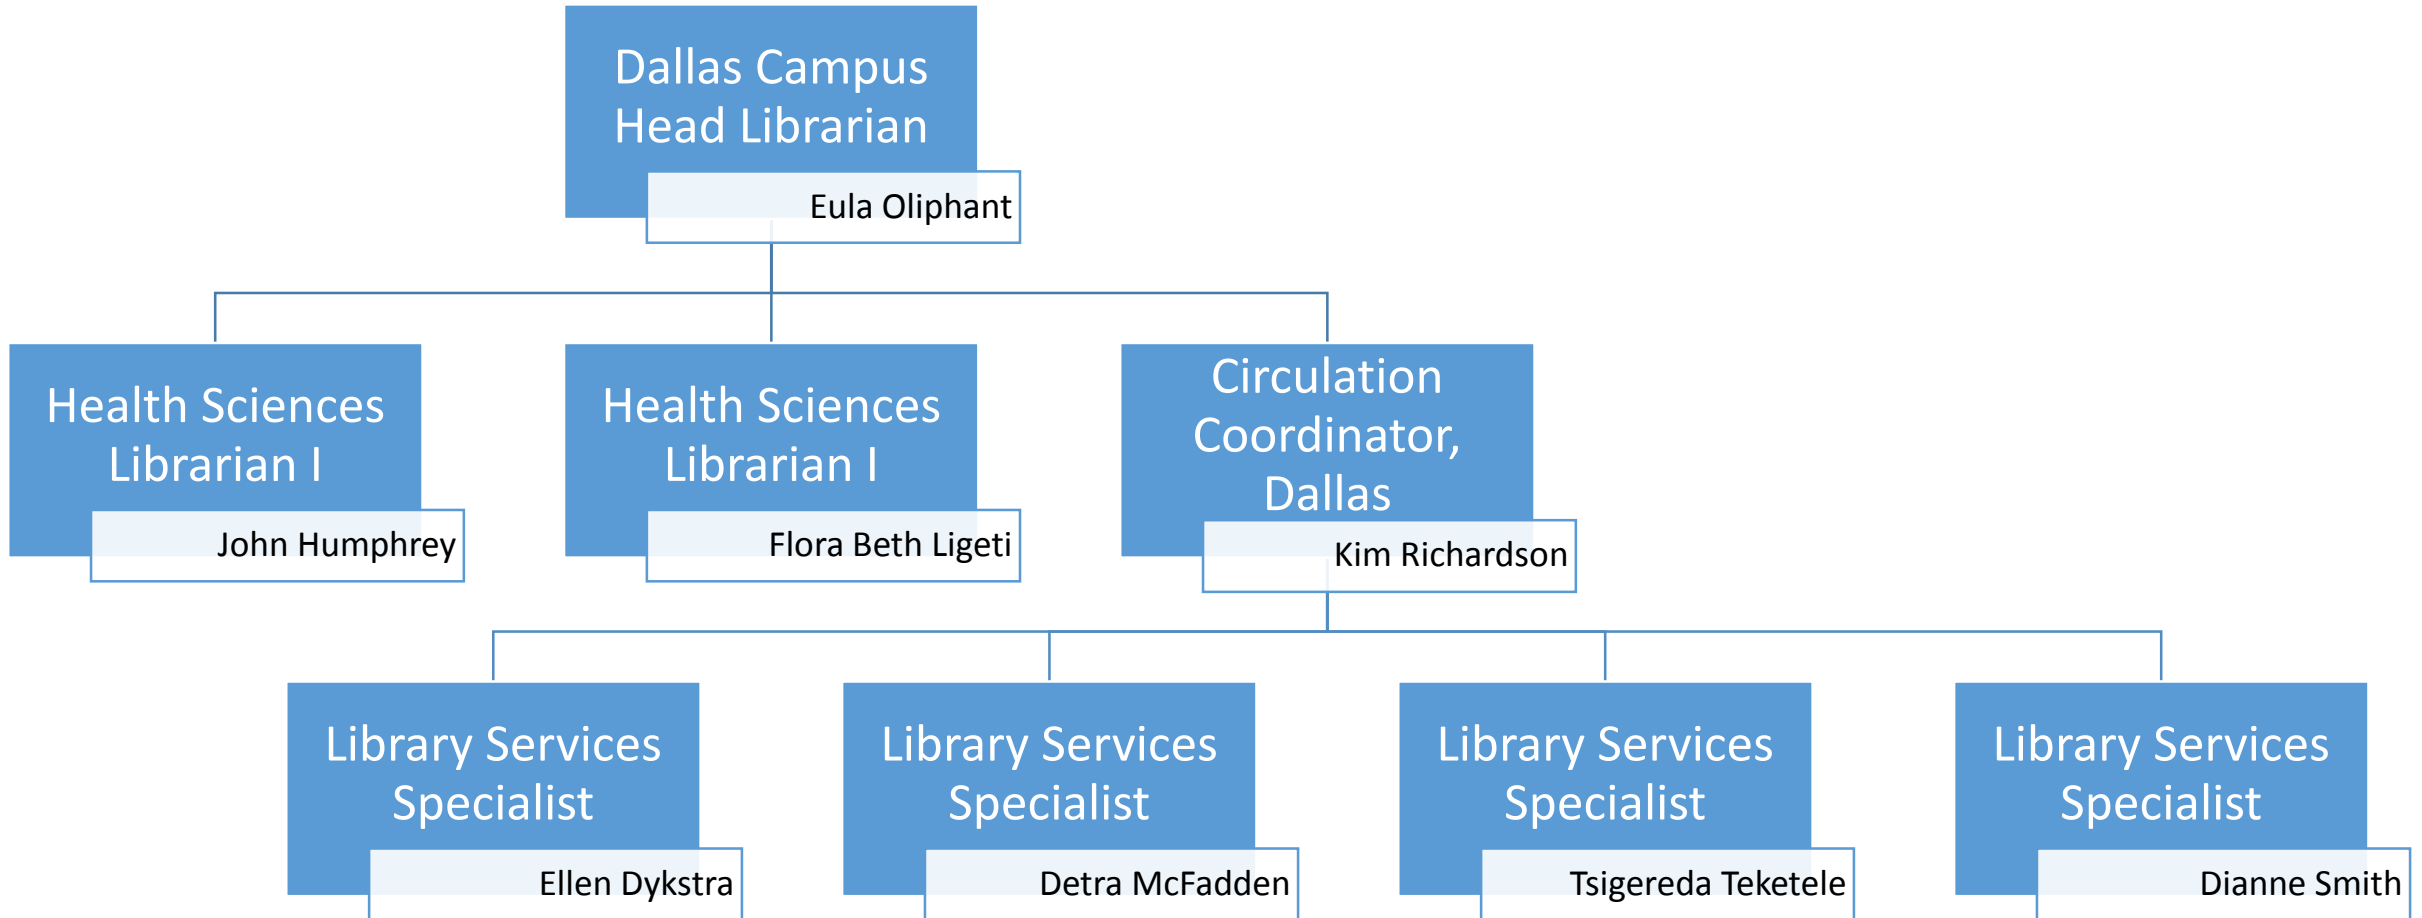 Dallas Campus
Head Librarian
Eula Oliphant
Health Sciences
Librarian I
John Humphrey
Health Sciences
Librarian I
Flora Beth Ligeti
Circulation
Coordinator,
Dallas
Kim Richardson
Library Services
Specialist
Ellen Dykstra
Library Services
Specialist
Detra McFadden
Library Services
Specialist
Tsigereda Teketele
Library Services
Specialist
Dianne Smith